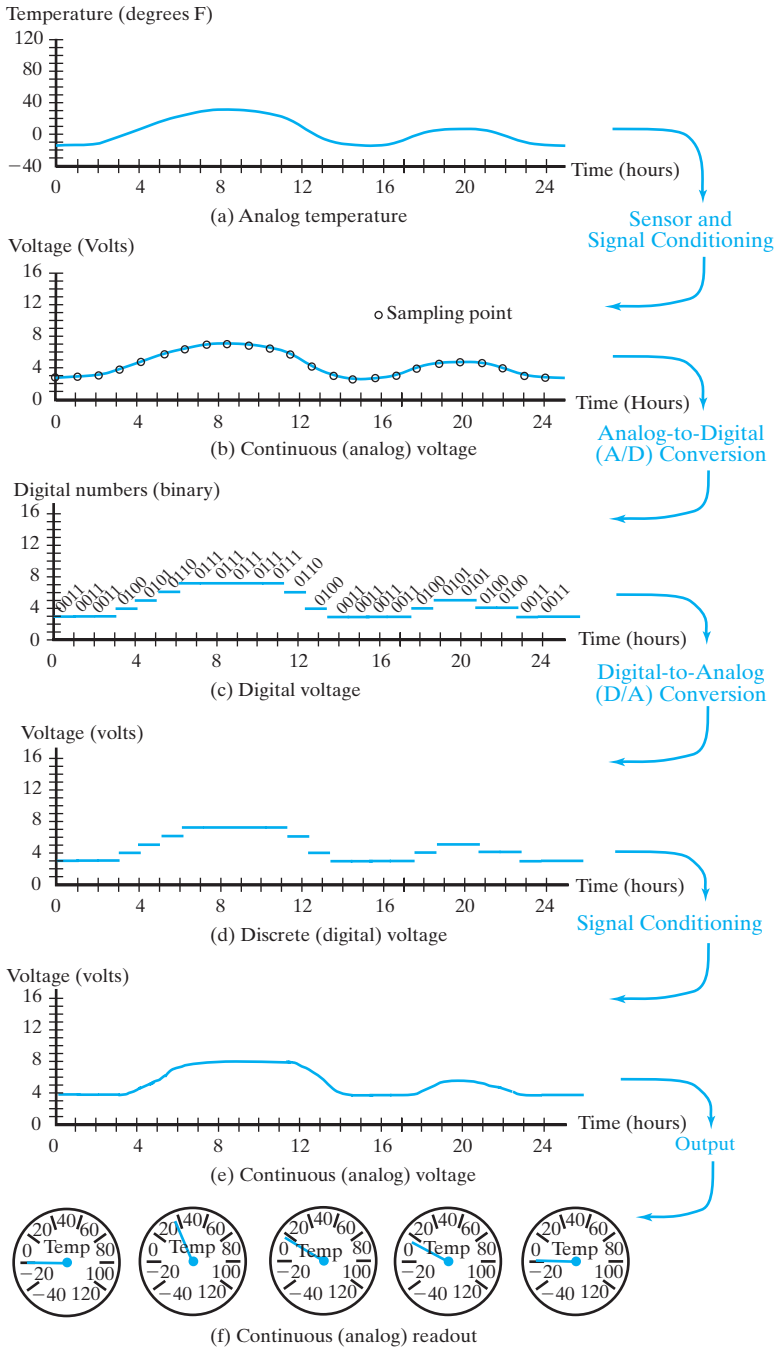 Temperature (degrees F)
120
80
40
0
−40
0 4 8 12 16 20 24
Time (hours)
(a) Analog temperature
Sensor and
Signal Conditioning
Voltage (Volts)
16
12
8
4
0
Sampling point
0 4 8 12 16 20 24
Time (Hours)
(b) Continuous (analog) voltage
Analog-to-Digital
(A/D) Conversion
Digital numbers (binary)
16
12
8
4
0
0011 0011 0011 0100 0101 0110 0111 0111 0111 0111 0111 0110 0100 0011 0011 0011 0011 0100 0101 0101 0100 0100 0011 0011
0 4 8 12 16 20 24
Time (hours)
(c) Digital voltage
Digital-to-Analog
(D/A) Conversion
Voltage (volts)
16
12
8
4
0
0 4 8 12 16 20 24
Time (hours)
(d) Discrete (digital) voltage
Signal Conditioning
Voltage (volts)
16
12
8
4
0
0 4 8 12 16 20 24
Time (hours)
(e) Continuous (analog) voltage
Output
−40 −20 0 20 40 60 80 100 120
Temp
−40 −20 0 20 40 60 80 100 120
Temp
−40 −20 0 20 40 60 80 100 120
Temp
−40 −20 0 20 40 60 80 100 120
Temp
−40 −20 0 20 40 60 80 100 120
Temp
(f) Continuous (analog) readout